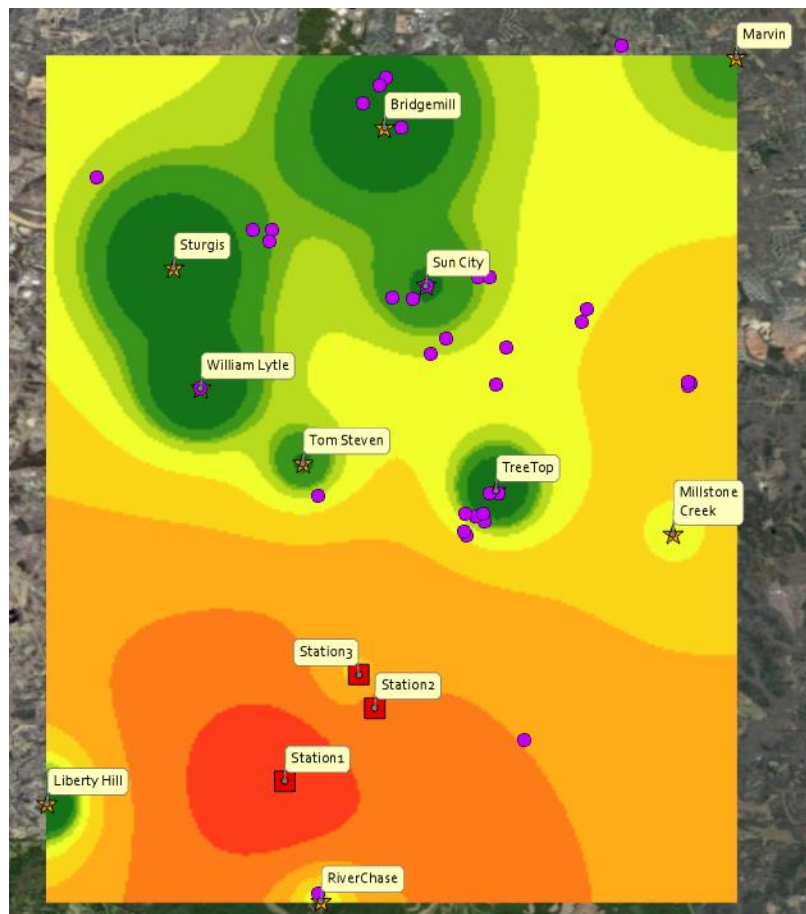 Marvin
Bridgemill
Sturgis
Sun City
William Lytle
Tom Steven
TreeTop
Millstone
Creek
Station3
Station2
Station1
Liberty Hill
RiverChase